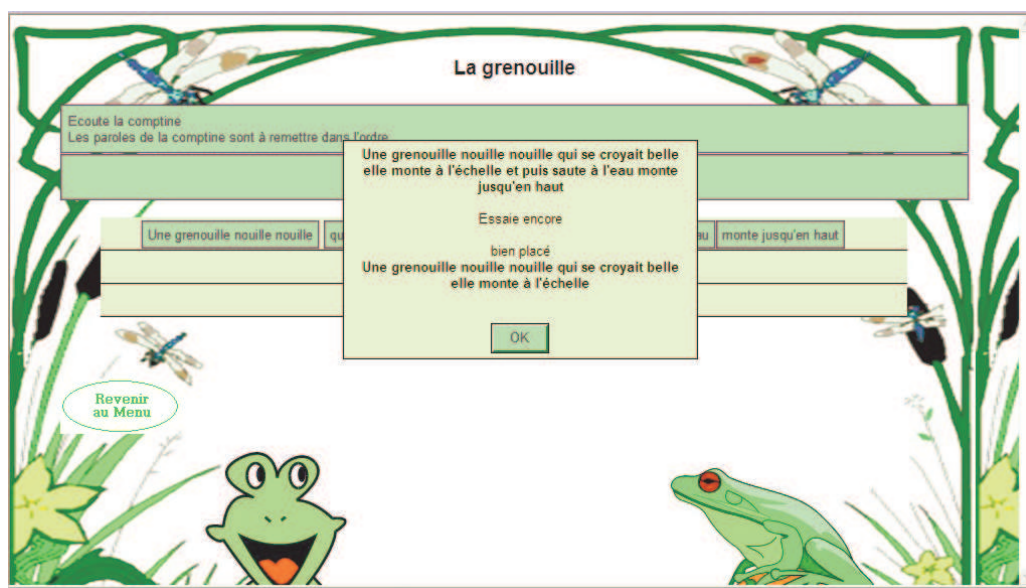 La grenouille
Ecoute la comptine
Les paroles de la comptine sont à remettre dans l'ordre
Une grenouille nouille nouille qui se croyait belle
elle monte à l'échelle et puis saute à l'eau monte
jusqu'en haut
Essaie encore
bien placé
Une grenouille nouille nouille qui se croyait belle
elle monte à l'échelle
OK
Une grenouille nouille nouille monte jusqu'en haut
Revenir
au Menu